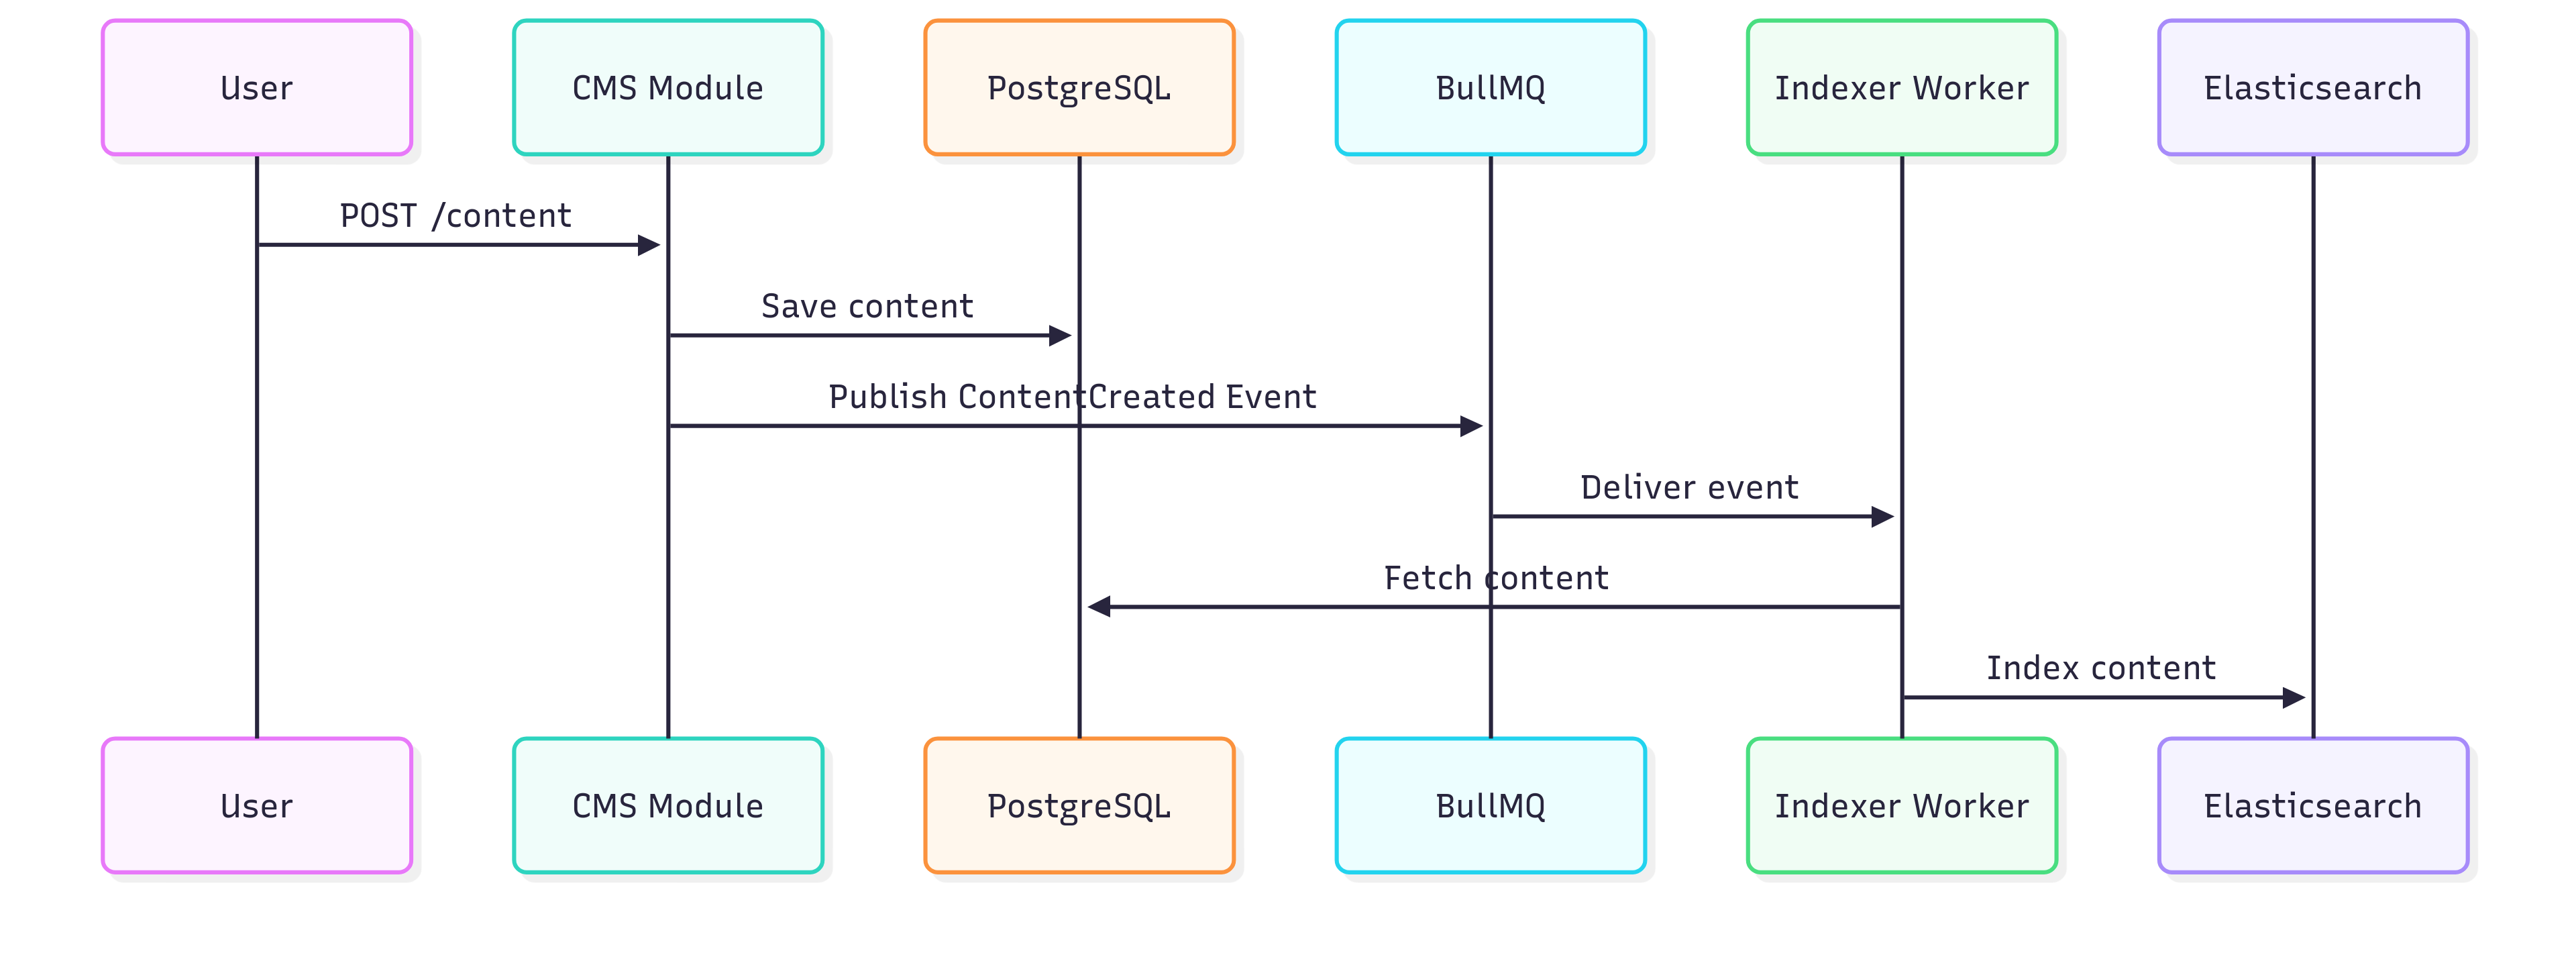 User
CMS Module
PostgreSQL
BullMQ
Indexer Worker
Elasticsearch
POST /content
Save content
Publish ContentCreated Event
Deliver event
Fetch content
Index content
User
CMS Module
PostgreSQL
BullMQ
Indexer Worker
Elasticsearch